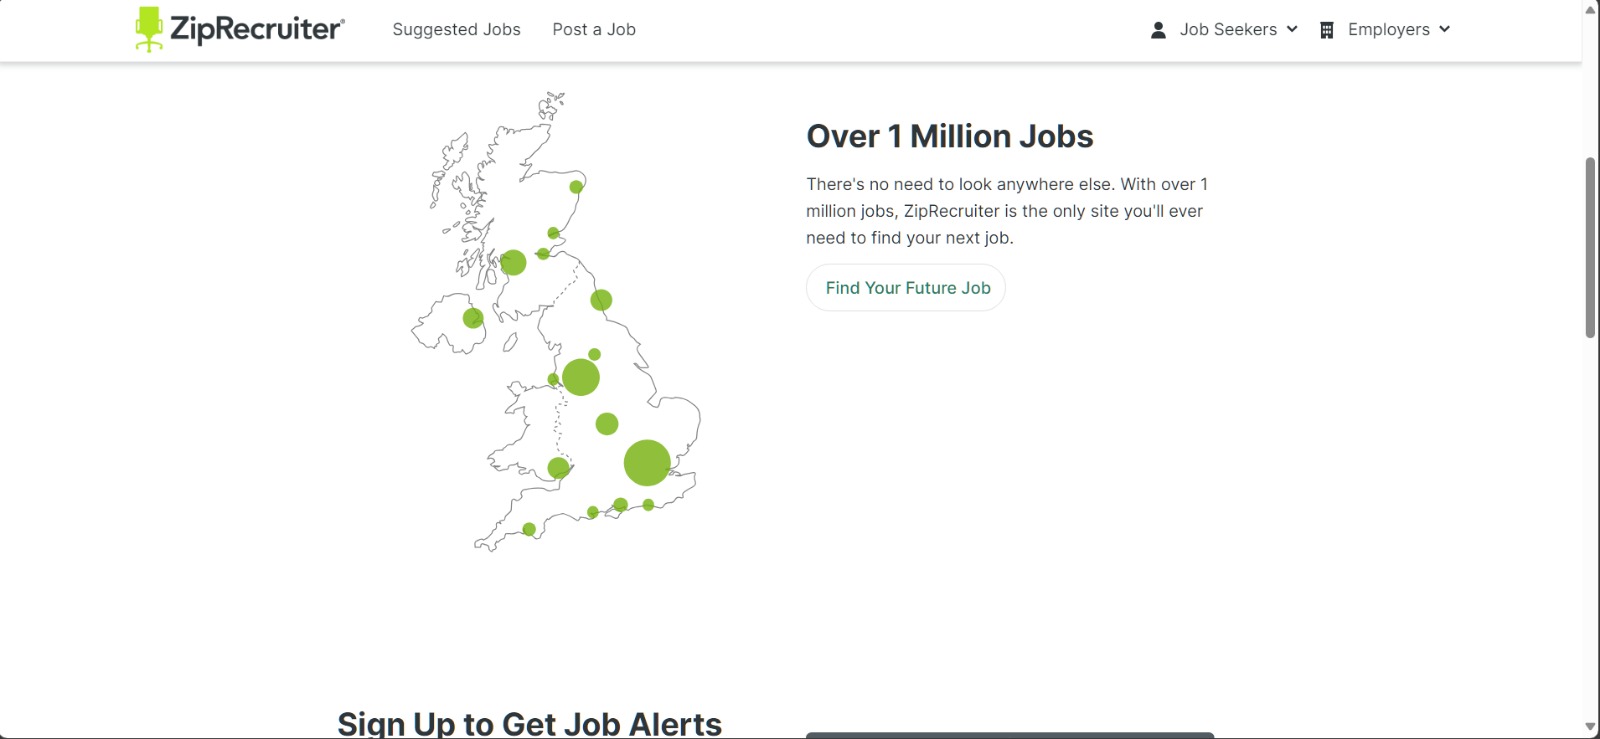 ZipRecruiter®
Suggested Jobs
Post a Job
Job Seekers
Employers
Over 1 Million Jobs
There's no need to look anywhere else. With over 1
million jobs, ZipRecruiter is the only site you'll ever
need to find your next job.
Find Your Future Job
Sign Up to Get Job Alerts